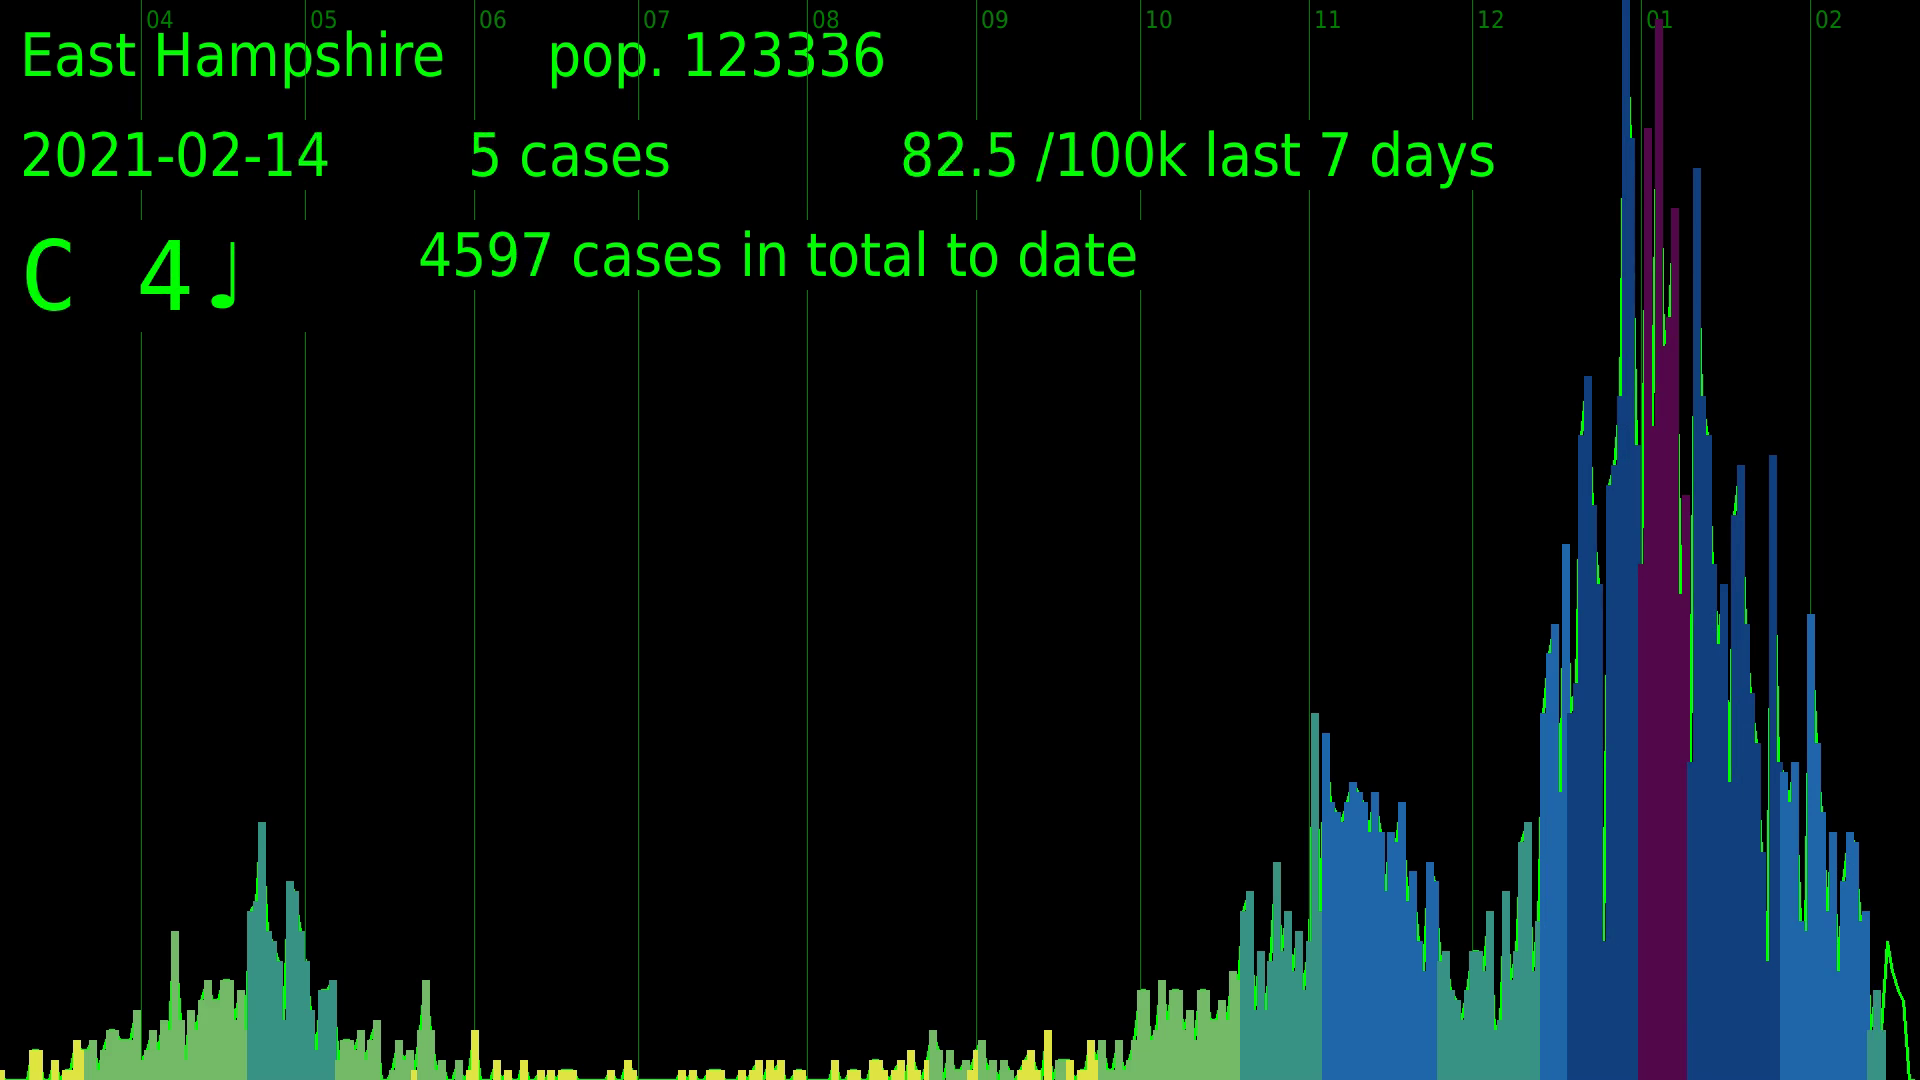 04 05 06 07 08 09 10 11 12 01 02
East Hampshire pop. 123336
2021-02-14 5 cases 82.5 /100k last 7 days
C 4♩ 4597 cases in total to date